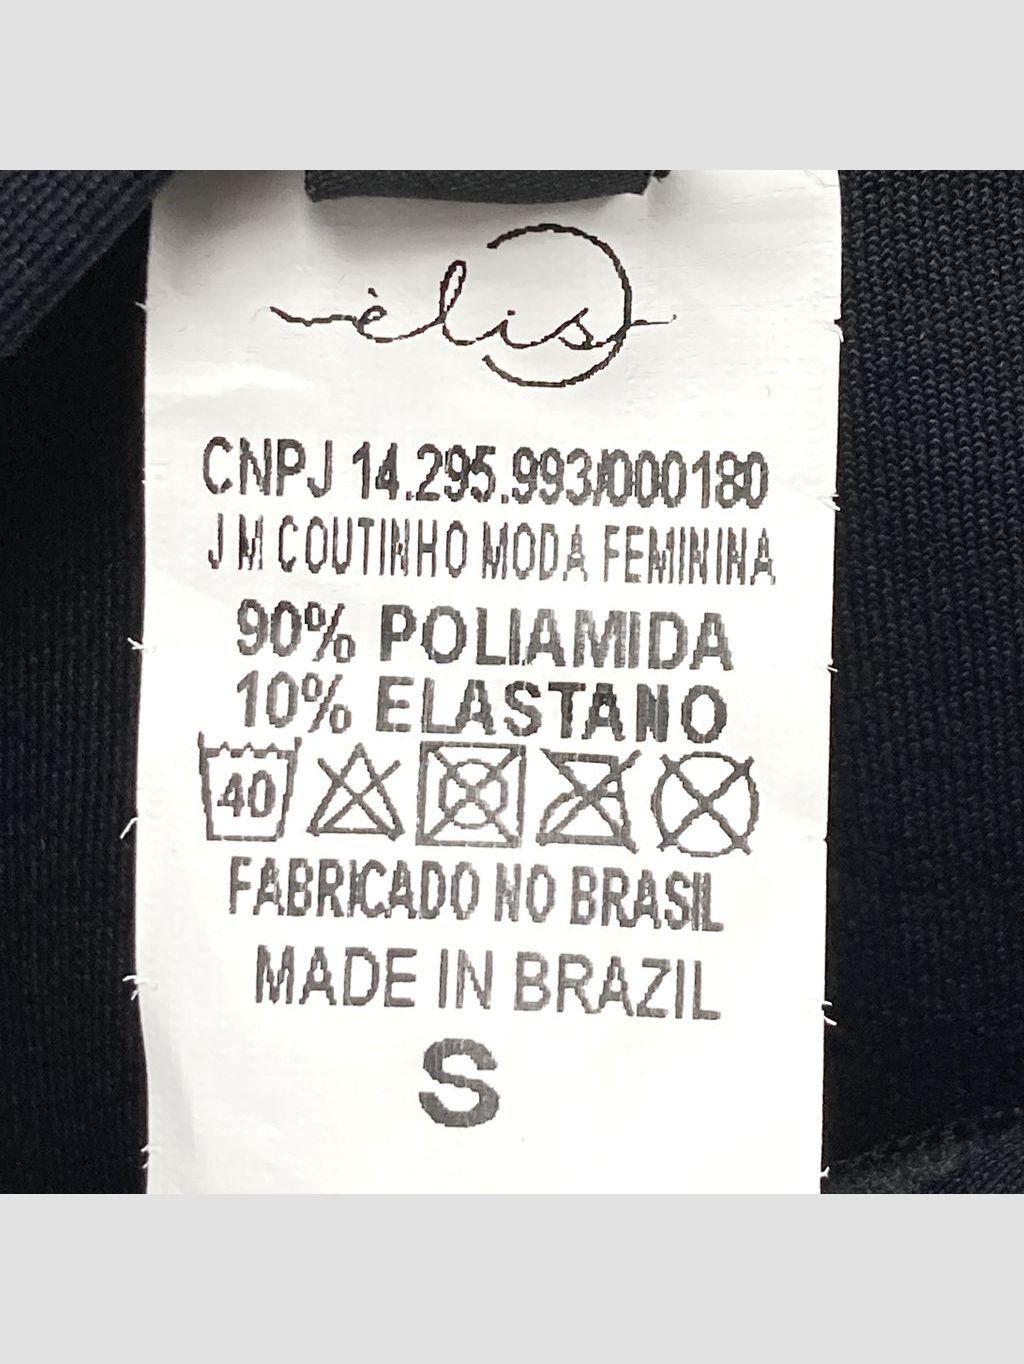 èlis
CNPJ 14.295.993/000180
J M COUTINHO MODA FEMININA
90% POLIAMIDA
10% ELASTANO
40
FABRICADO NO BRASIL
MADE IN BRAZIL
S